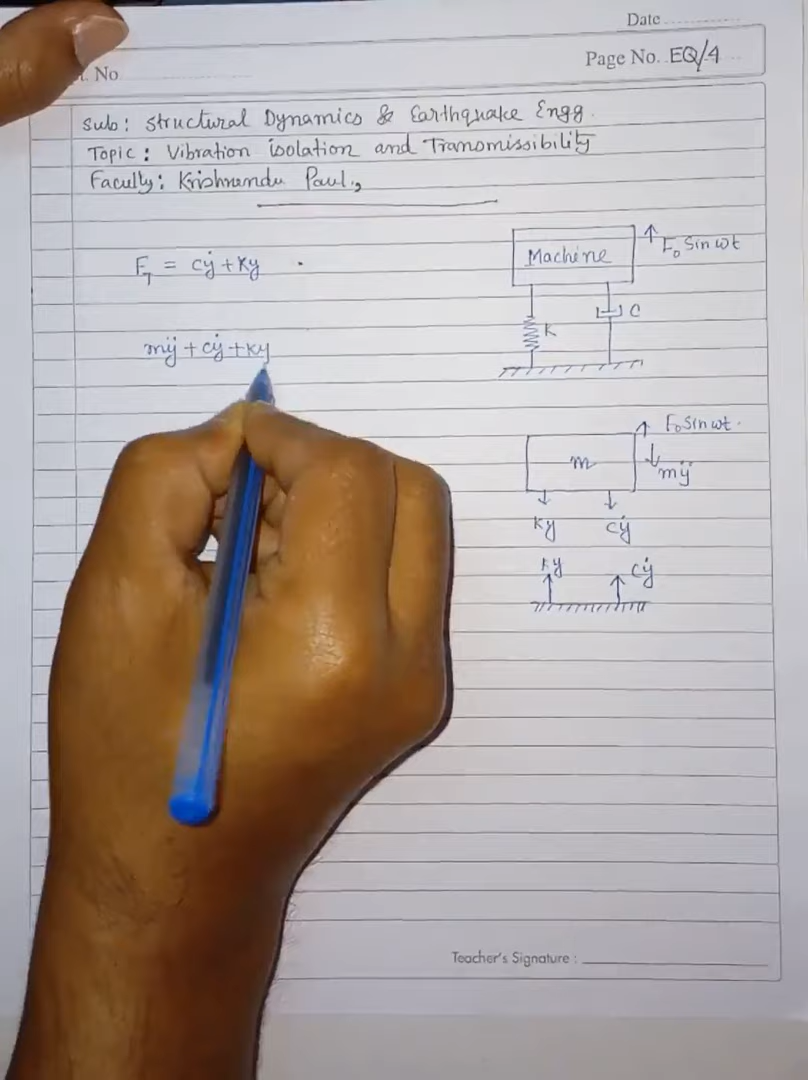 Date
No
Page No. EQ/4
Sub: Structural Dynamics & Earthquake Engg.
Topic: Vibration isolation and Transmissibility
Faculty: Krishnendu Paul,
F_T = cẏ + Ky
mÿ + cẏ + Ky
Machine
F₀ Sin ωt
K
C
F₀ Sin ωt.
m
mÿ
Ky
cẏ
Ky
cẏ
Teacher's Signature :